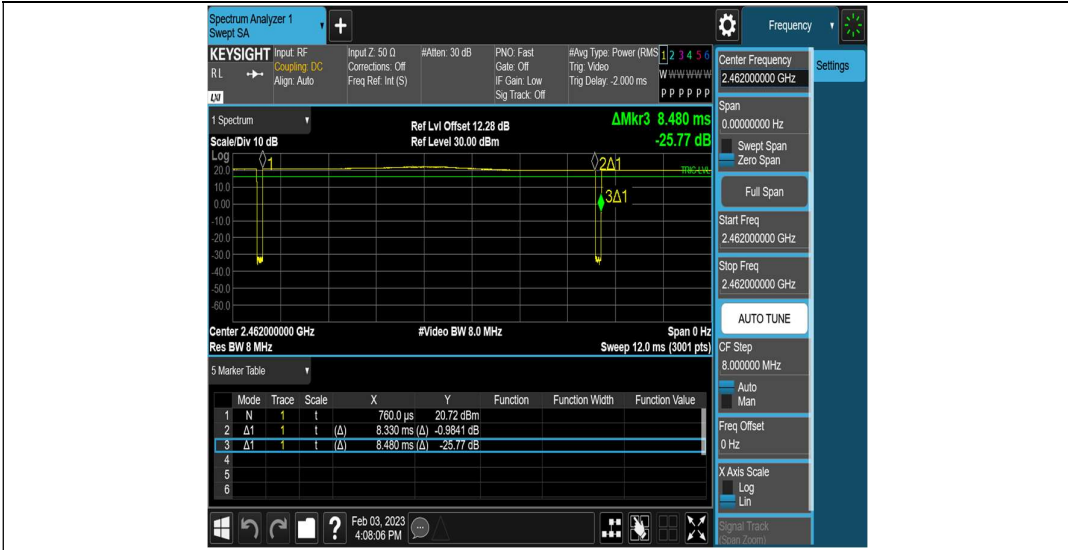 Spectrum Analyzer 1
Swept SA
Frequency
KEYSIGHT Input: RF Input Z: 50 Ω #Atten: 30 dB PNO: Fast #Avg Type: Power (RMS 1 2 3 4 5 6
RL Coupling: DC Corrections: Off Gate: Off Trig: Video W W W W W W
Align: Auto Freq Ref: Int (S) IF Gain: Low Trig Delay: -2.000 ms
Sig Track: Off P P P P P P
LNI
1 Spectrum
Ref Lvl Offset 12.28 dB ΔMkr3 8.480 ms
Scale/Div 10 dB Ref Level 30.00 dBm -25.77 dB
Log
1 2Δ1
20.0 TRIG LVL
10.0 3Δ1
0.00
-10.0
-20.0
-30.0
-40.0
-50.0
-60.0
Center 2.462000000 GHz #Video BW 8.0 MHz Span 0 Hz
Res BW 8 MHz Sweep 12.0 ms (3001 pts)
5 Marker Table
Mode Trace Scale X Y Function Function Width Function Value
1 N 1 t 760.0 µs 20.72 dBm
2 Δ1 1 t (Δ) 8.330 ms (Δ) -0.9841 dB
3 Δ1 1 t (Δ) 8.480 ms (Δ) -25.77 dB
4
5
6
? Feb 03, 2023
4:08:06 PM
Center Frequency
2.462000000 GHz
Settings
Span
0.00000000 Hz
Swept Span
Zero Span
Full Span
Start Freq
2.462000000 GHz
Stop Freq
2.462000000 GHz
AUTO TUNE
CF Step
8.000000 MHz
Auto
Man
Freq Offset
0 Hz
X Axis Scale
Log
Lin
Signal Track
(Span Zoom)